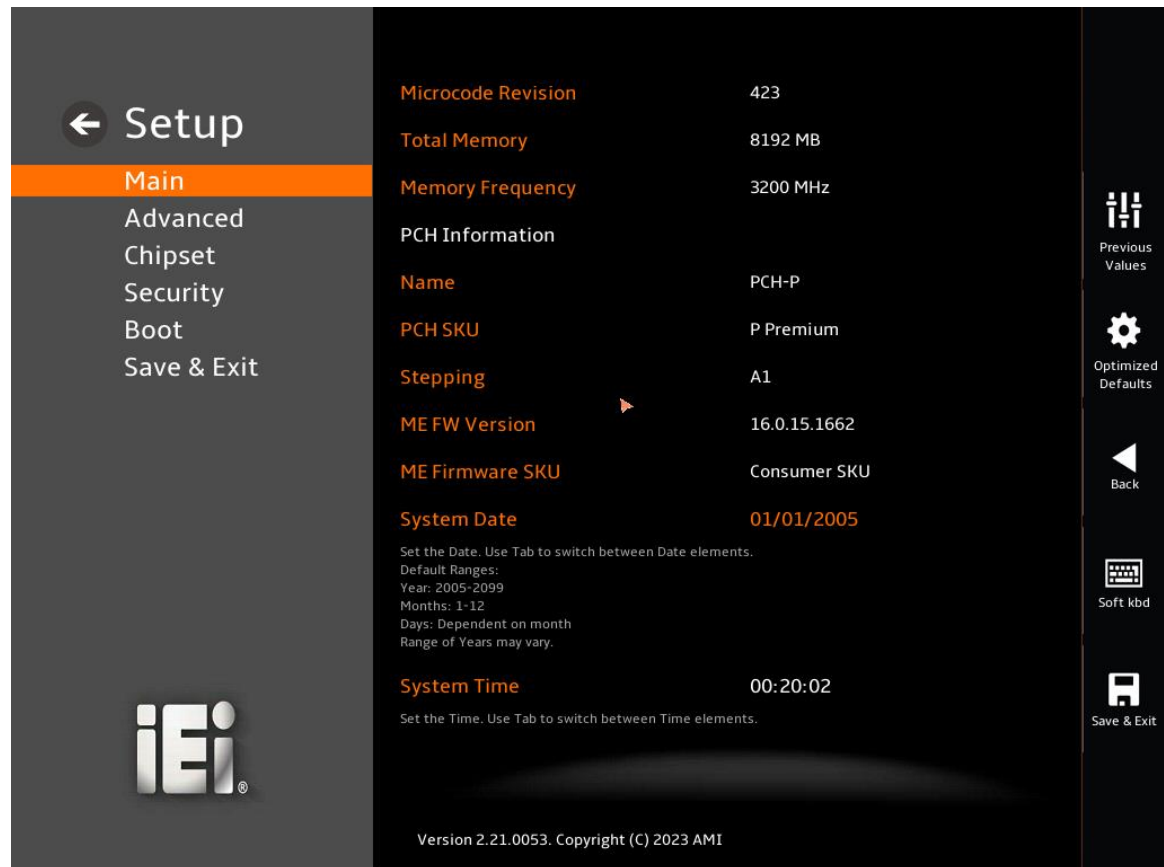 Setup
Main
Advanced
Chipset
Security
Boot
Save & Exit
iEi®
Microcode Revision 423
Total Memory 8192 MB
Memory Frequency 3200 MHz
PCH Information
Name PCH-P
PCH SKU P Premium
Stepping A1
ME FW Version 16.0.15.1662
ME Firmware SKU Consumer SKU
System Date 01/01/2005
Set the Date. Use Tab to switch between Date elements.
Default Ranges:
Year: 2005-2099
Months: 1-12
Days: Dependent on month
Range of Years may vary.
System Time 00:20:02
Set the Time. Use Tab to switch between Time elements.
Version 2.21.0053. Copyright (C) 2023 AMI
Previous
Values
Optimized
Defaults
Back
Soft kbd
Save & Exit